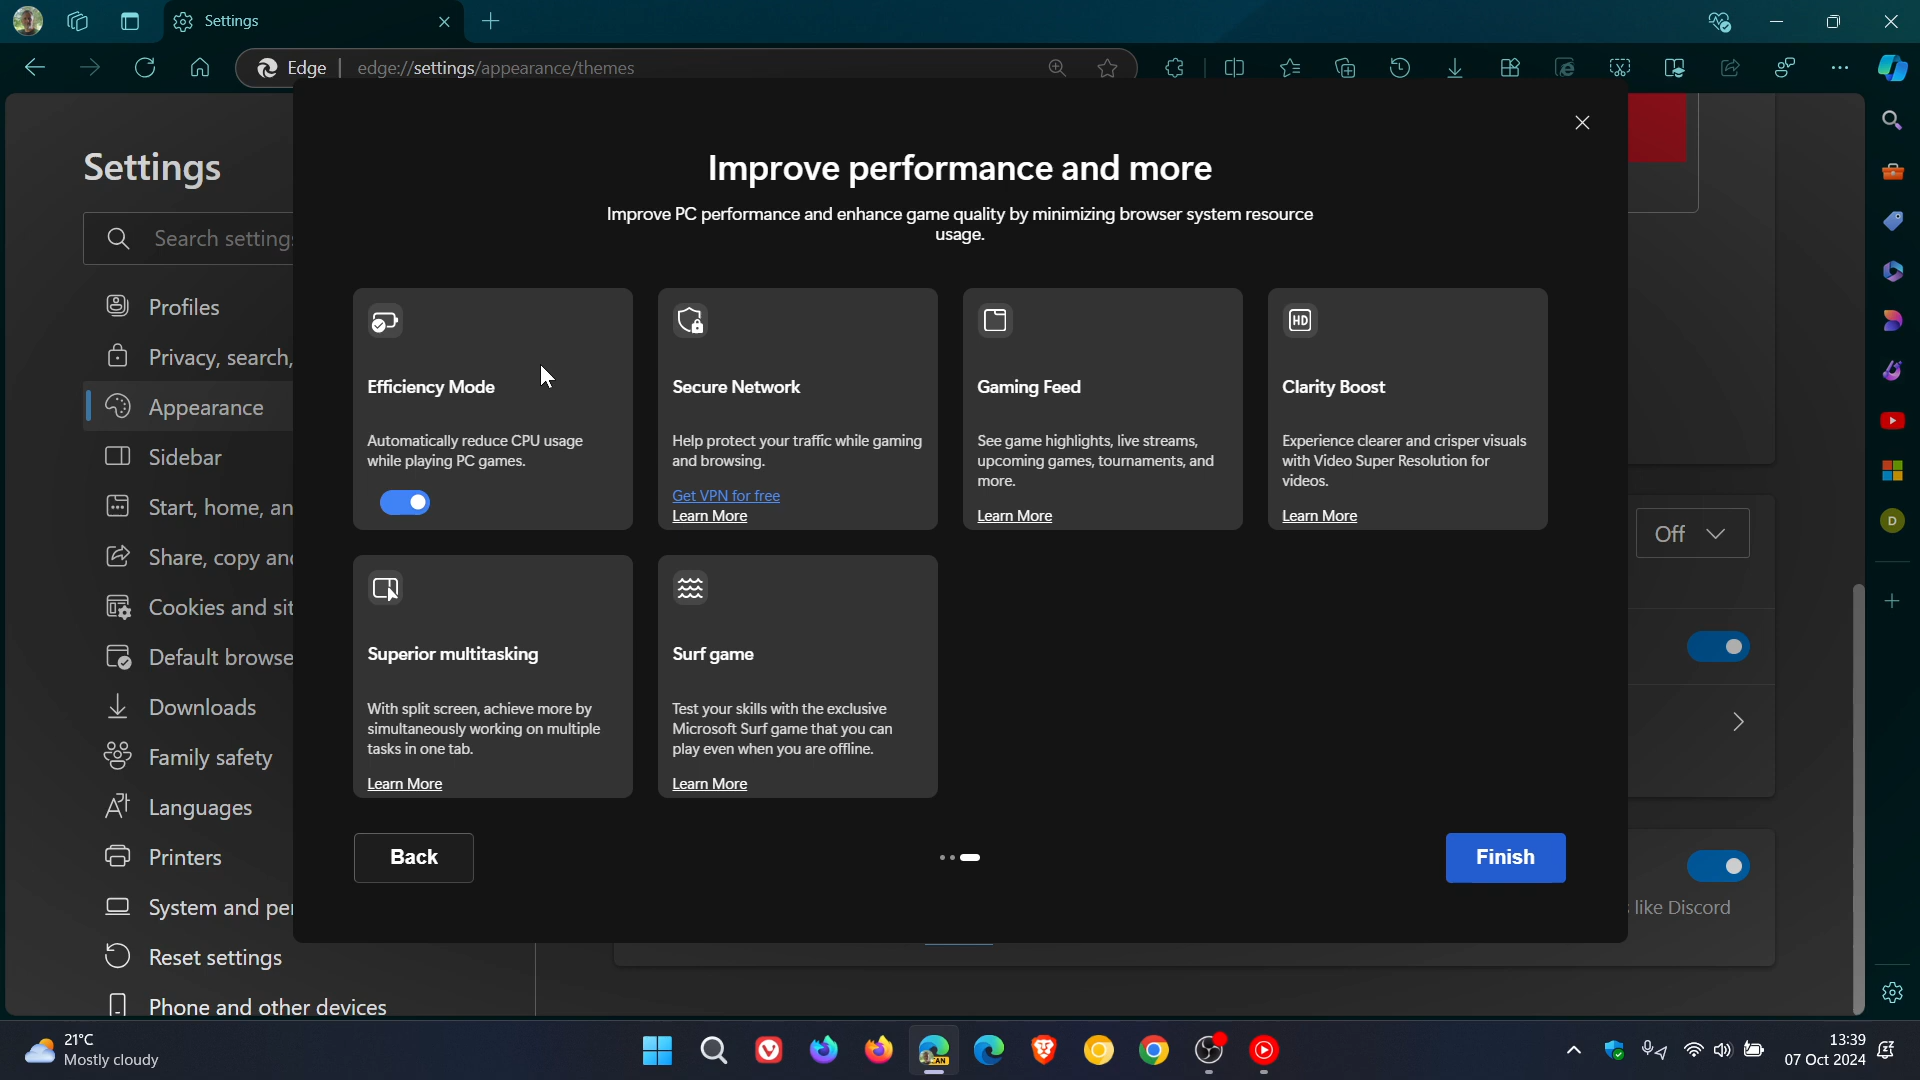 Settings
Edge
edge://settings/appearance/themes
Settings
Search settings
Profiles
Privacy, search,
Appearance
Sidebar
Start, home, an
Share, copy and
Cookies and sit
Default browse
Downloads
Family safety
Languages
Printers
System and per
Reset settings
Phone and other devices
Improve performance and more
Improve PC performance and enhance game quality by minimizing browser system resource
usage.
Efficiency Mode
Automatically reduce CPU usage
while playing PC games.
Secure Network
Help protect your traffic while gaming
and browsing.
Get VPN for free
Learn More
Gaming Feed
See game highlights, live streams,
upcoming games, tournaments, and
more.
Learn More
HD
Clarity Boost
Experience clearer and crisper visuals
with Video Super Resolution for
videos.
Learn More
Superior multitasking
With split screen, achieve more by
simultaneously working on multiple
tasks in one tab.
Learn More
Surf game
Test your skills with the exclusive
Microsoft Surf game that you can
play even when you are offline.
Learn More
Back
Finish
Off
like Discord
D
21°C
Mostly cloudy
CAN
13:39
07 Oct 2024